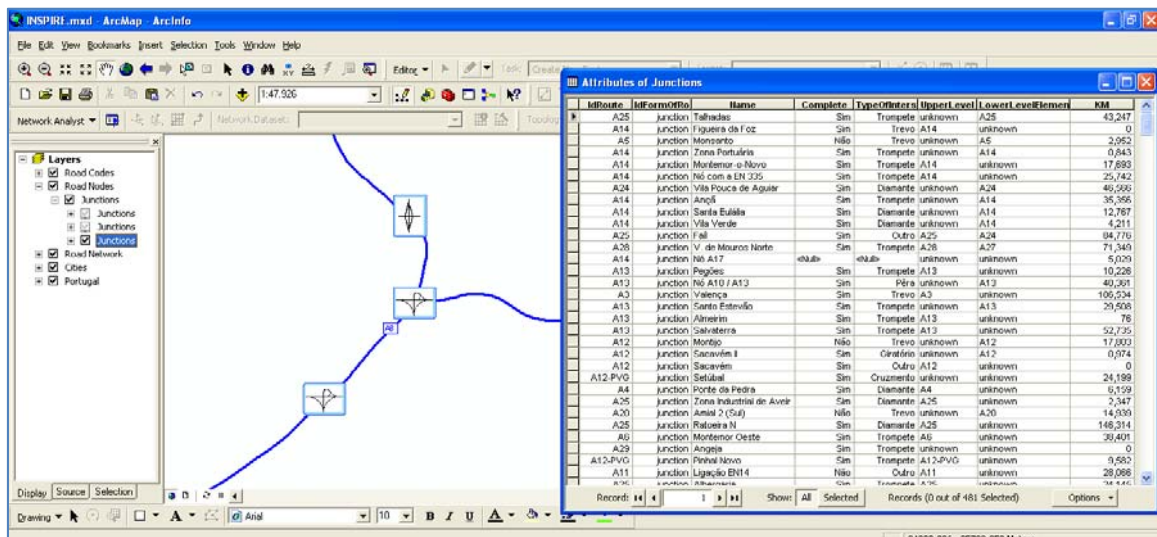 INSPIRE.mxd - ArcMap - ArcInfo
File Edit View Bookmarks Insert Selection Tools Window Help
Editor
Task:
1:47.926
Network Analyst
Network Dataset:
Layers
Road Codes
Road Nodes
Junctions
Junctions
Junctions
Junctions
Road Network
Cities
Portugal
Display Source Selection
Drawing
Arial
10
B I U A
Attributes of Junctions
IdRoute IdFormOfRo Name Complete TypeOfInters UpperLevel LowerLevelElemen KM
A25 junction Talhadas Sim Trompete unknown A25 43,247
A14 junction Figueira da Foz Sim Trevo A14 unknown 0
A5 junction Monsanto Não Trevo unknown A5 2,952
A14 junction Zona Portuária Sim Trompete unknown A14 0,843
A14 junction Montemor-o-Novo Sim Trompete A14 unknown 17,693
A14 junction Nó com a EN 335 Sim Trompete A14 unknown 25,742
A24 junction Vila Pouca de Aguiar Sim Diamante unknown A24 46,566
A14 junction Ançã Sim Trompete A14 unknown 35,356
A14 junction Santa Eulália Sim Diamante unknown A14 12,767
A14 junction Vila Verde Sim Diamante unknown A14 4,211
A25 junction Fail Sim Outro A25 A24 84,776
A28 junction V. de Mouros Norte Sim Trompete A28 A27 71,349
A14 junction Nó A17 <Null> <Null> unknown unknown 5,029
A13 junction Pegões Sim Trompete A13 unknown 10,226
A13 junction Nó A10 / A13 Sim Pêra unknown A13 40,361
A3 junction Valença Sim Trevo A3 unknown 106,534
A13 junction Santo Estevão Sim Trompete A13 unknown 29,508
A13 junction Almeirim Sim Trompete A13 unknown 76
A13 junction Salvaterra Sim Trompete A13 unknown 52,735
A12 junction Montijo Não Trevo unknown A12 17,803
A12 junction Sacavém I Sim Giratório unknown A12 0,974
A12 junction Sacavém Sim Outro A12 unknown 0
A12-PVG junction Setúbal Sim Cruzmento unknown A12 24,199
A4 junction Ponte da Pedra Sim Diamante A4 unknown 6,159
A25 junction Zona Industrial de Aveir Sim Diamante A25 unknown 2,347
A20 junction Amial 2 (Sul) Não Trevo unknown A20 14,939
A25 junction Ratoeira N Sim Diamante A25 unknown 146,314
A6 junction Montemor Oeste Sim Trompete A6 unknown 39,401
A29 junction Angeja Sim Trompete unknown unknown 0
A12-PVG junction Pinhal Novo Sim Trompete A12-PVG unknown 9,582
A11 junction Ligação EN14 Não Outro A11 unknown 28,066
A25 junction Albergaria Sim Trompete A25 unknown
Record: 1 Show: All Selected Records (0 out of 481 Selected) Options